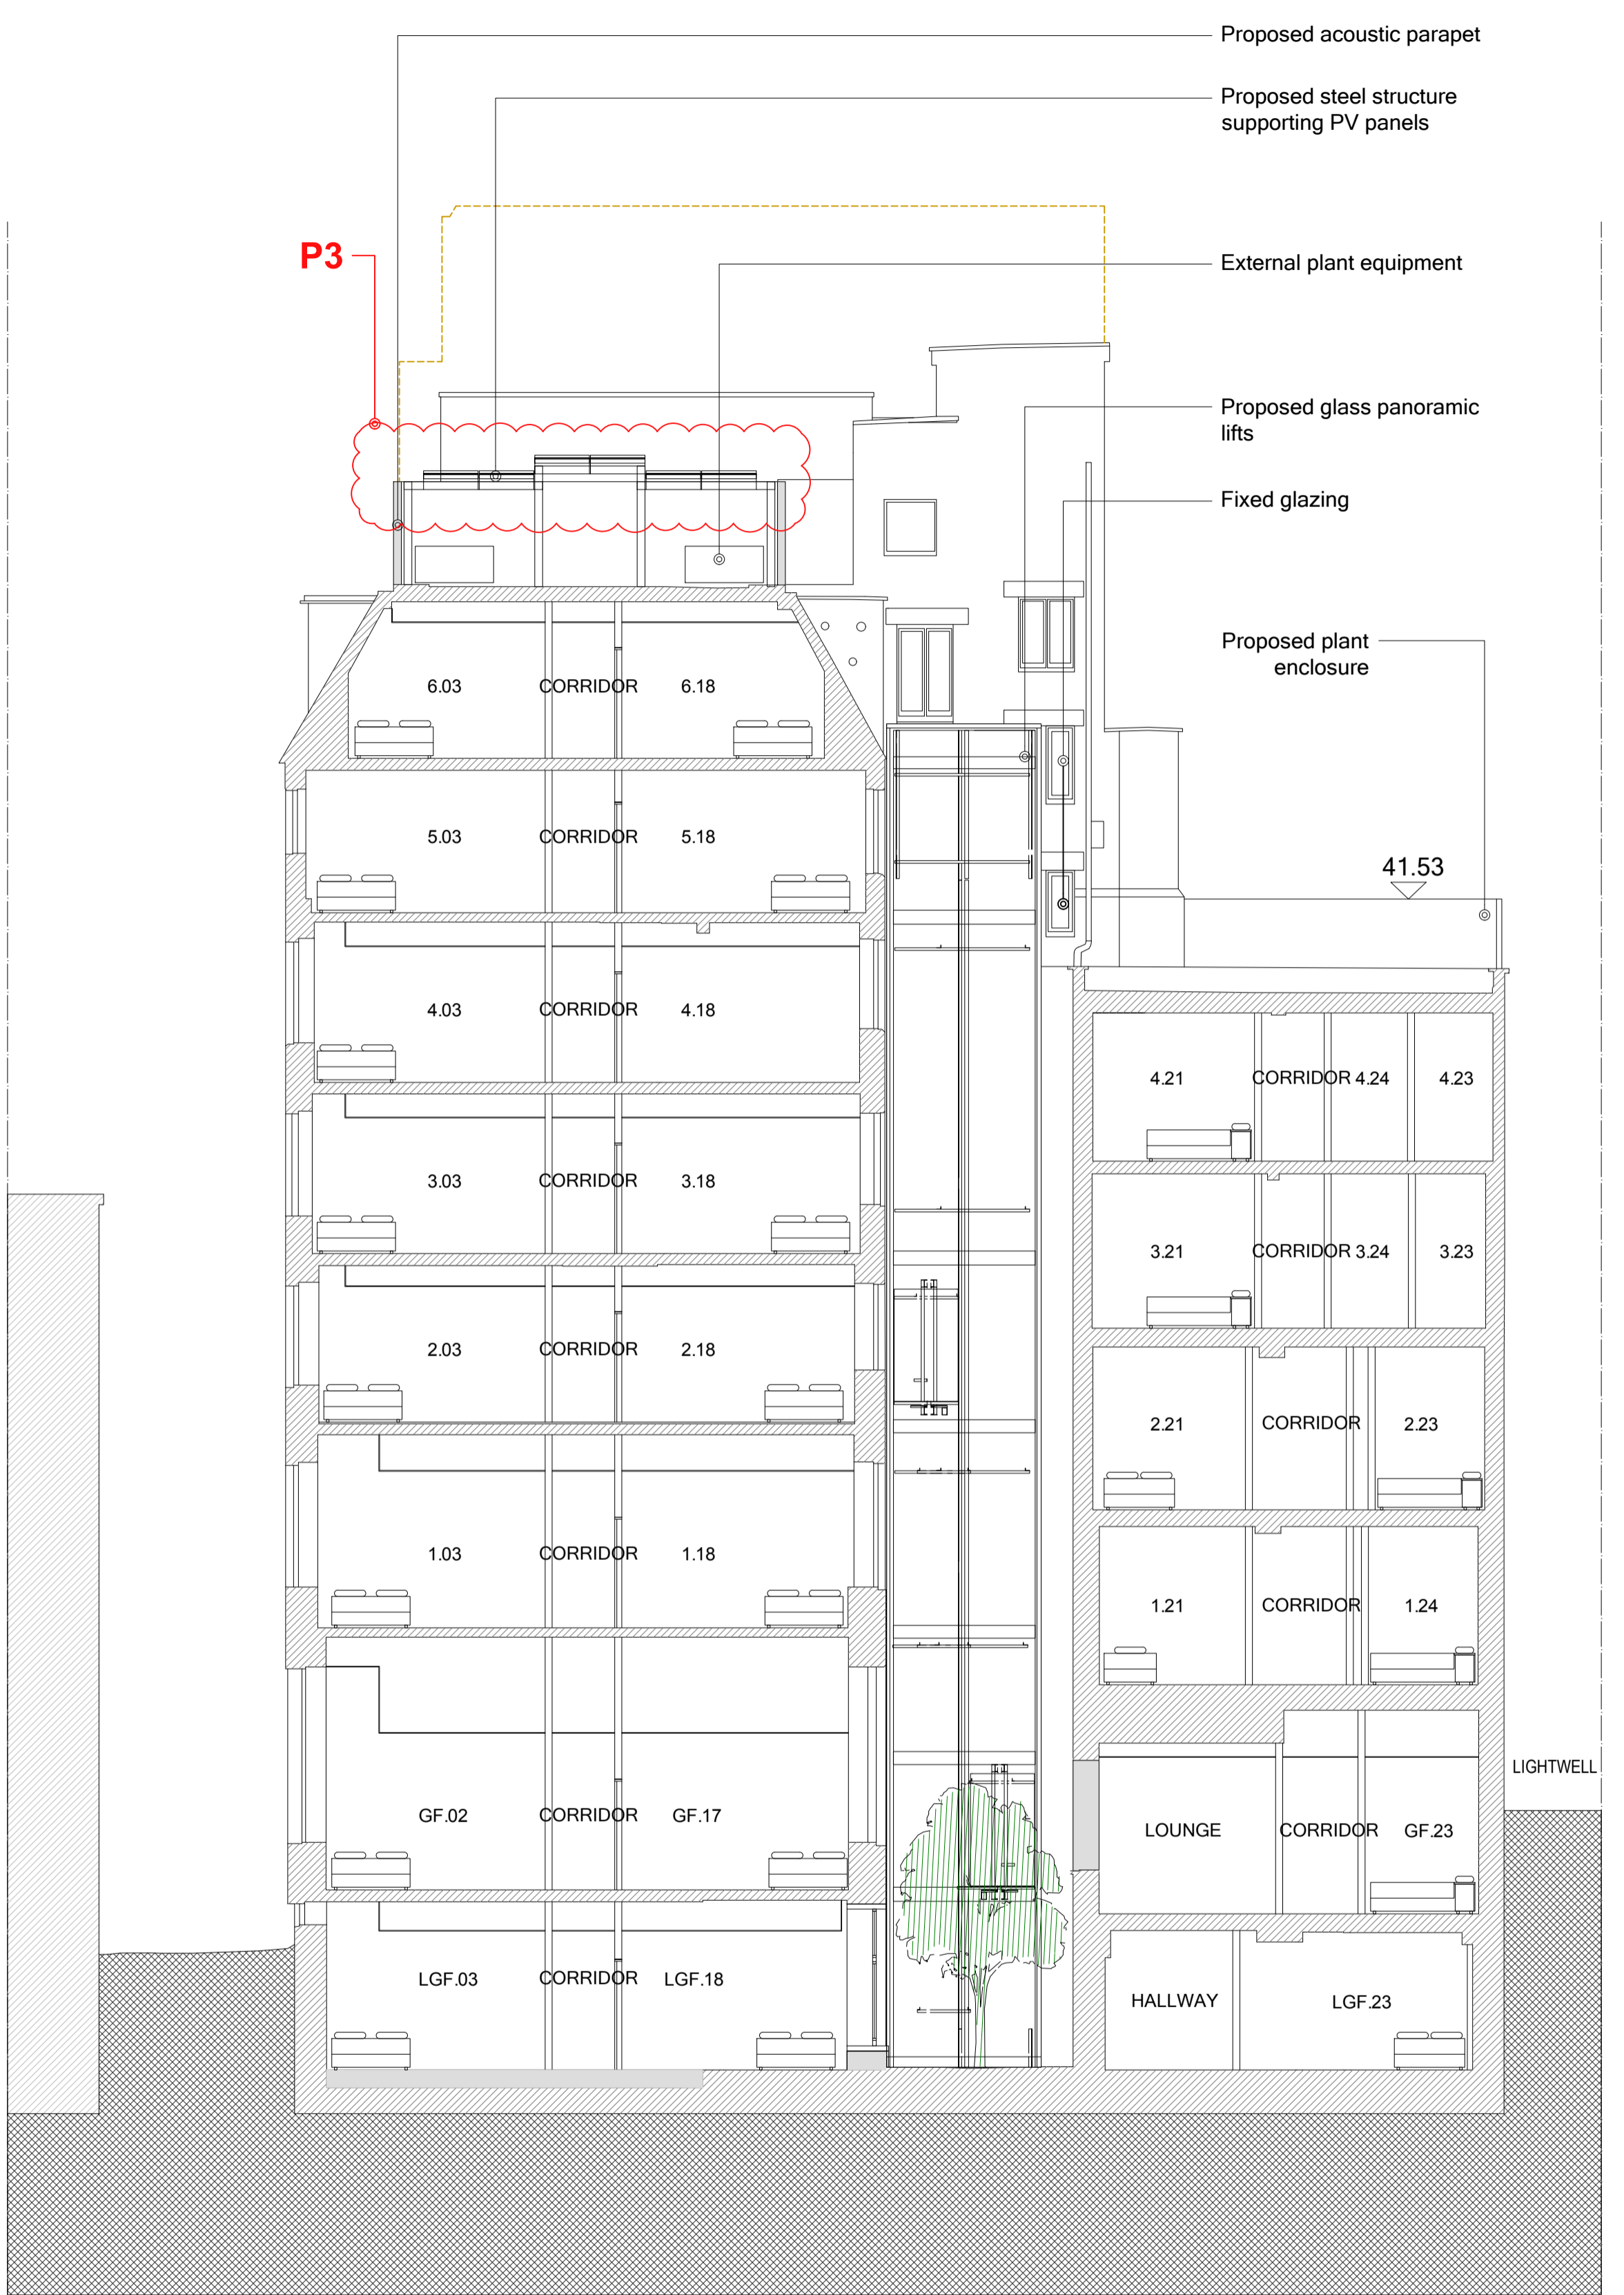 Proposed acoustic parapet
Proposed steel structure
supporting PV panels
P3
External plant equipment
Proposed glass panoramic
lifts
Fixed glazing
Proposed plant
enclosure
6.03 CORRIDOR 6.18
5.03 CORRIDOR 5.18
41.53
4.03 CORRIDOR 4.18
4.21 CORRIDOR 4.24 4.23
3.03 CORRIDOR 3.18
3.21 CORRIDOR 3.24 3.23
2.03 CORRIDOR 2.18
2.21 CORRIDOR 2.23
1.03 CORRIDOR 1.18
1.21 CORRIDOR 1.24
LIGHTWELL
GF.02 CORRIDOR GF.17
LOUNGE CORRIDOR GF.23
LGF.03 CORRIDOR LGF.18
HALLWAY LGF.23